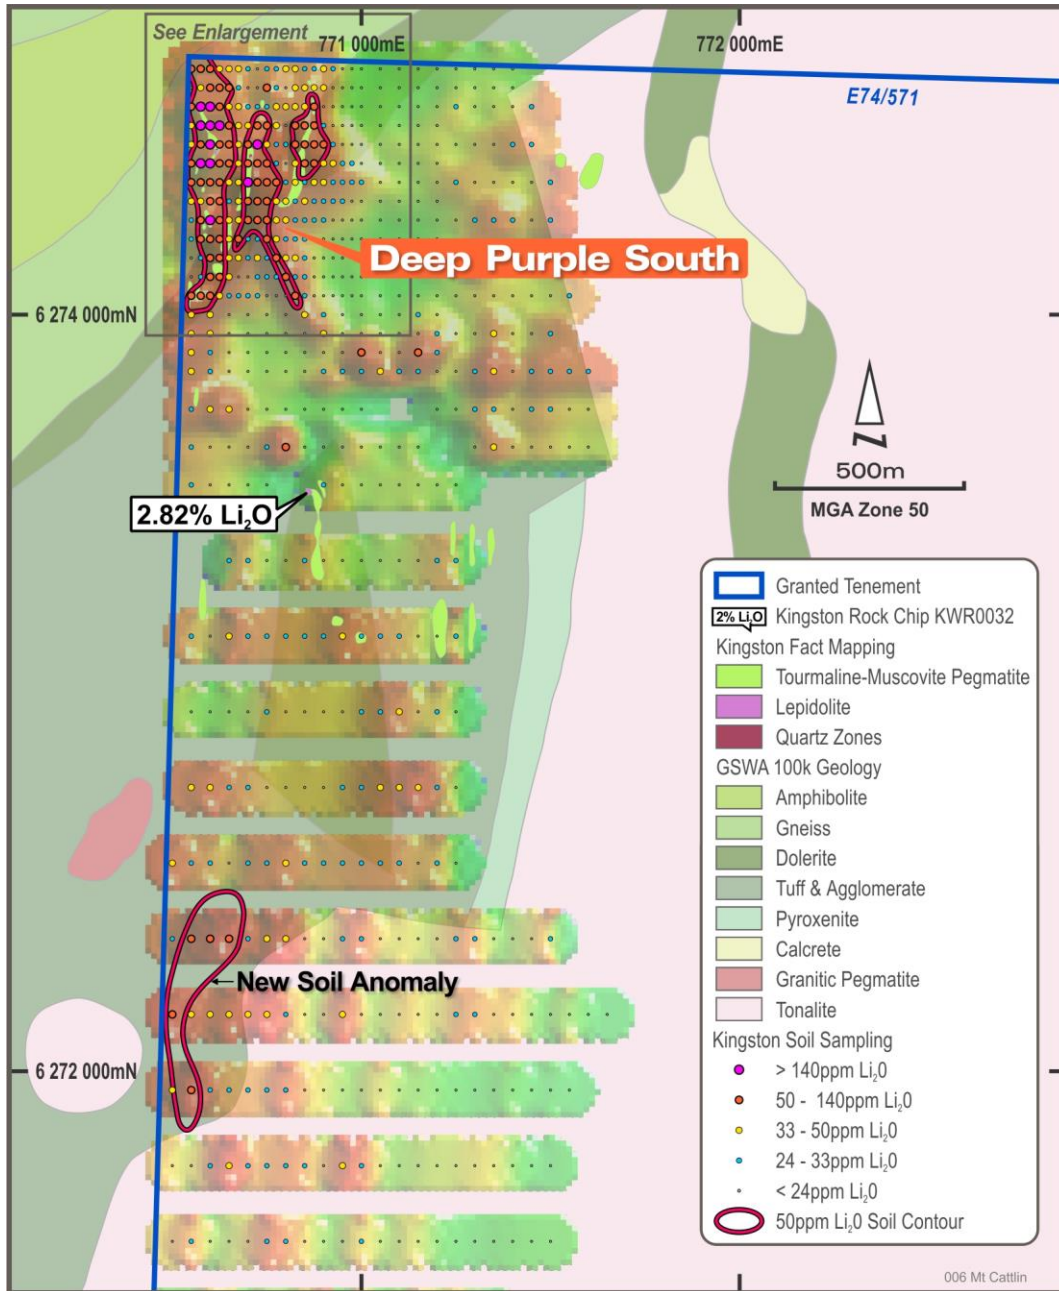 See Enlargement
771 000mE
772 000mE
E74/571
Deep Purple South
6 274 000mN
N
500m
MGA Zone 50
2.82% Li₂O
Granted Tenement
2% Li₂O Kingston Rock Chip KWR0032
Kingston Fact Mapping
Tourmaline-Muscovite Pegmatite
Lepidolite
Quartz Zones
GSWA 100k Geology
Amphibolite
Gneiss
Dolerite
Tuff & Agglomerate
Pyroxenite
Calcrete
Granitic Pegmatite
Tonalite
Kingston Soil Sampling
> 140ppm Li₂0
50 - 140ppm Li₂0
33 - 50ppm Li₂0
24 - 33ppm Li₂0
< 24ppm Li₂0
50ppm Li₂0 Soil Contour
New Soil Anomaly
6 272 000mN
006 Mt Cattlin